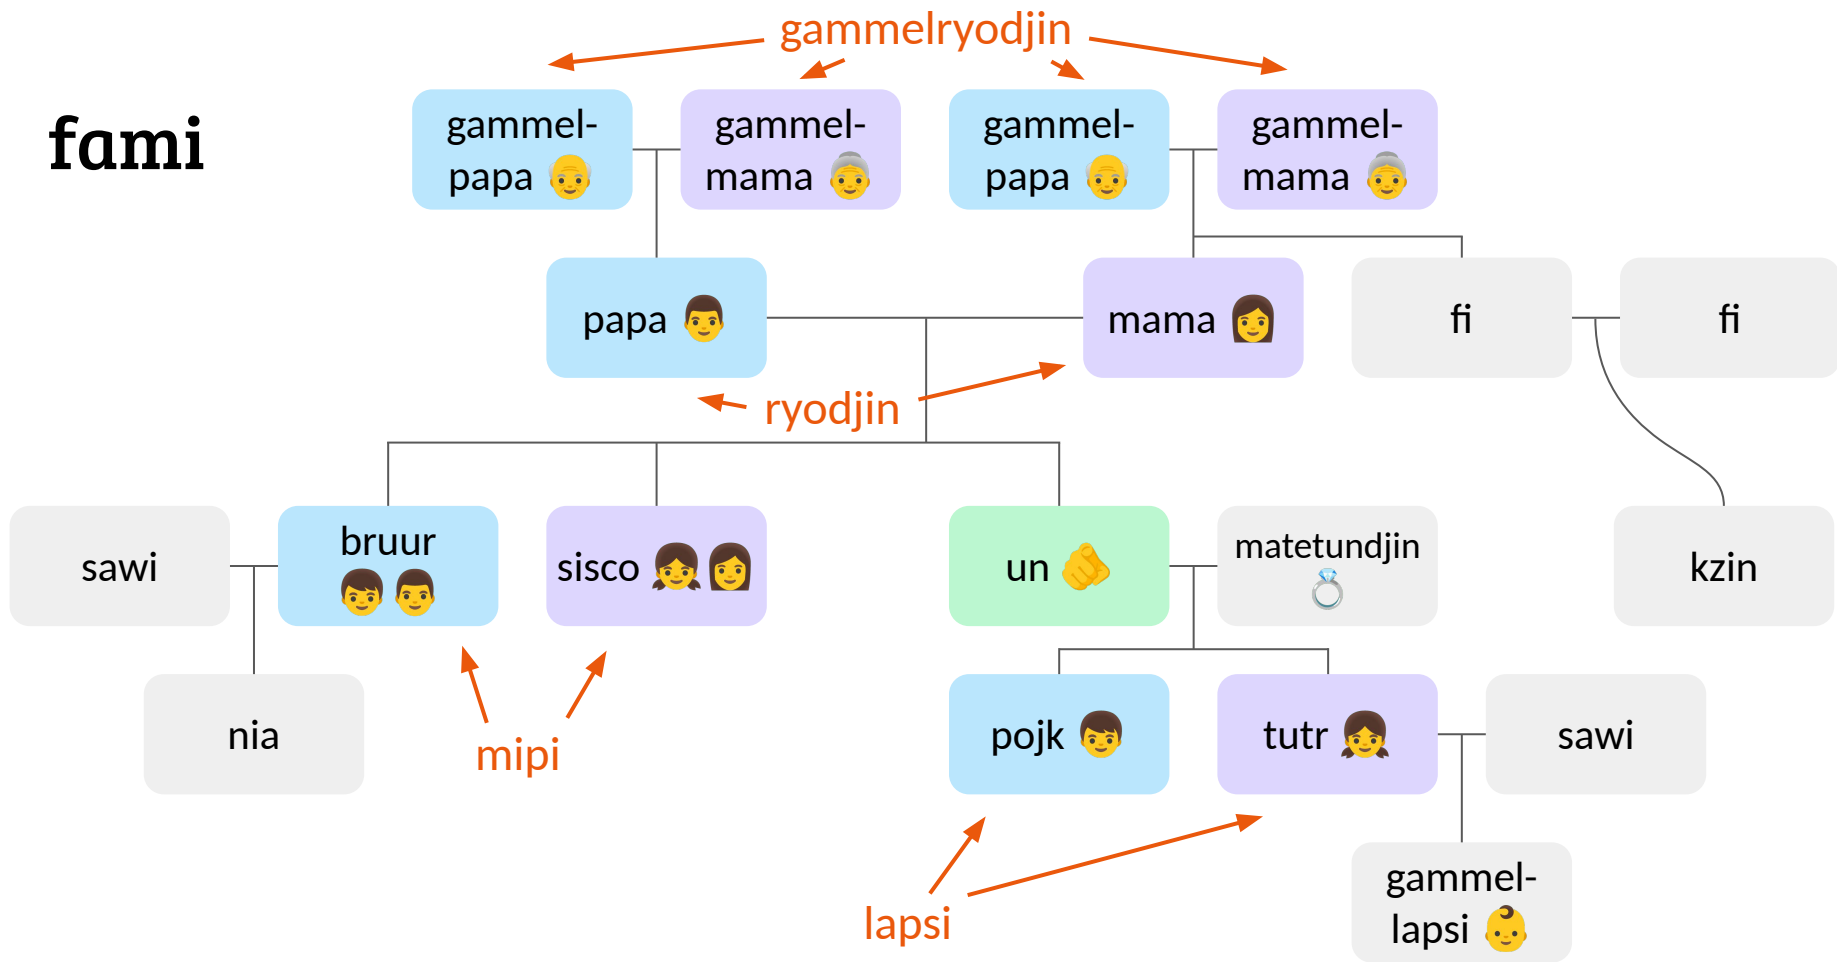 gammelryodjin
fami
gammel-
papa
gammel-
mama
gammel-
papa
gammel-
mama
papa
mama
fi
fi
ryodjin
sawi
bruur
sisco
un
matetundjin
kzin
nia
mipi
pojk
tutr
sawi
lapsi
gammel-
lapsi